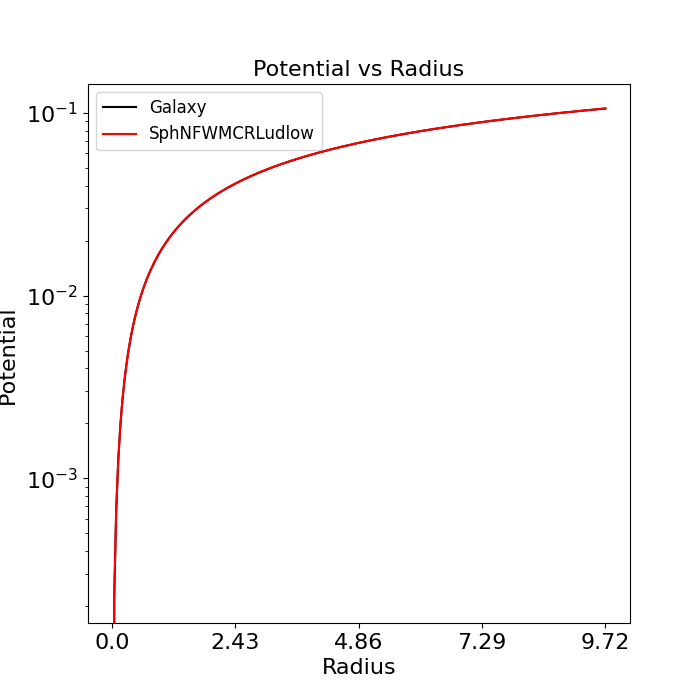 Potential vs Radius
Galaxy
SphNFWMCRLudlow
10⁻¹
10⁻²
10⁻³
Potential
0.0 2.43 4.86 7.29 9.72
Radius